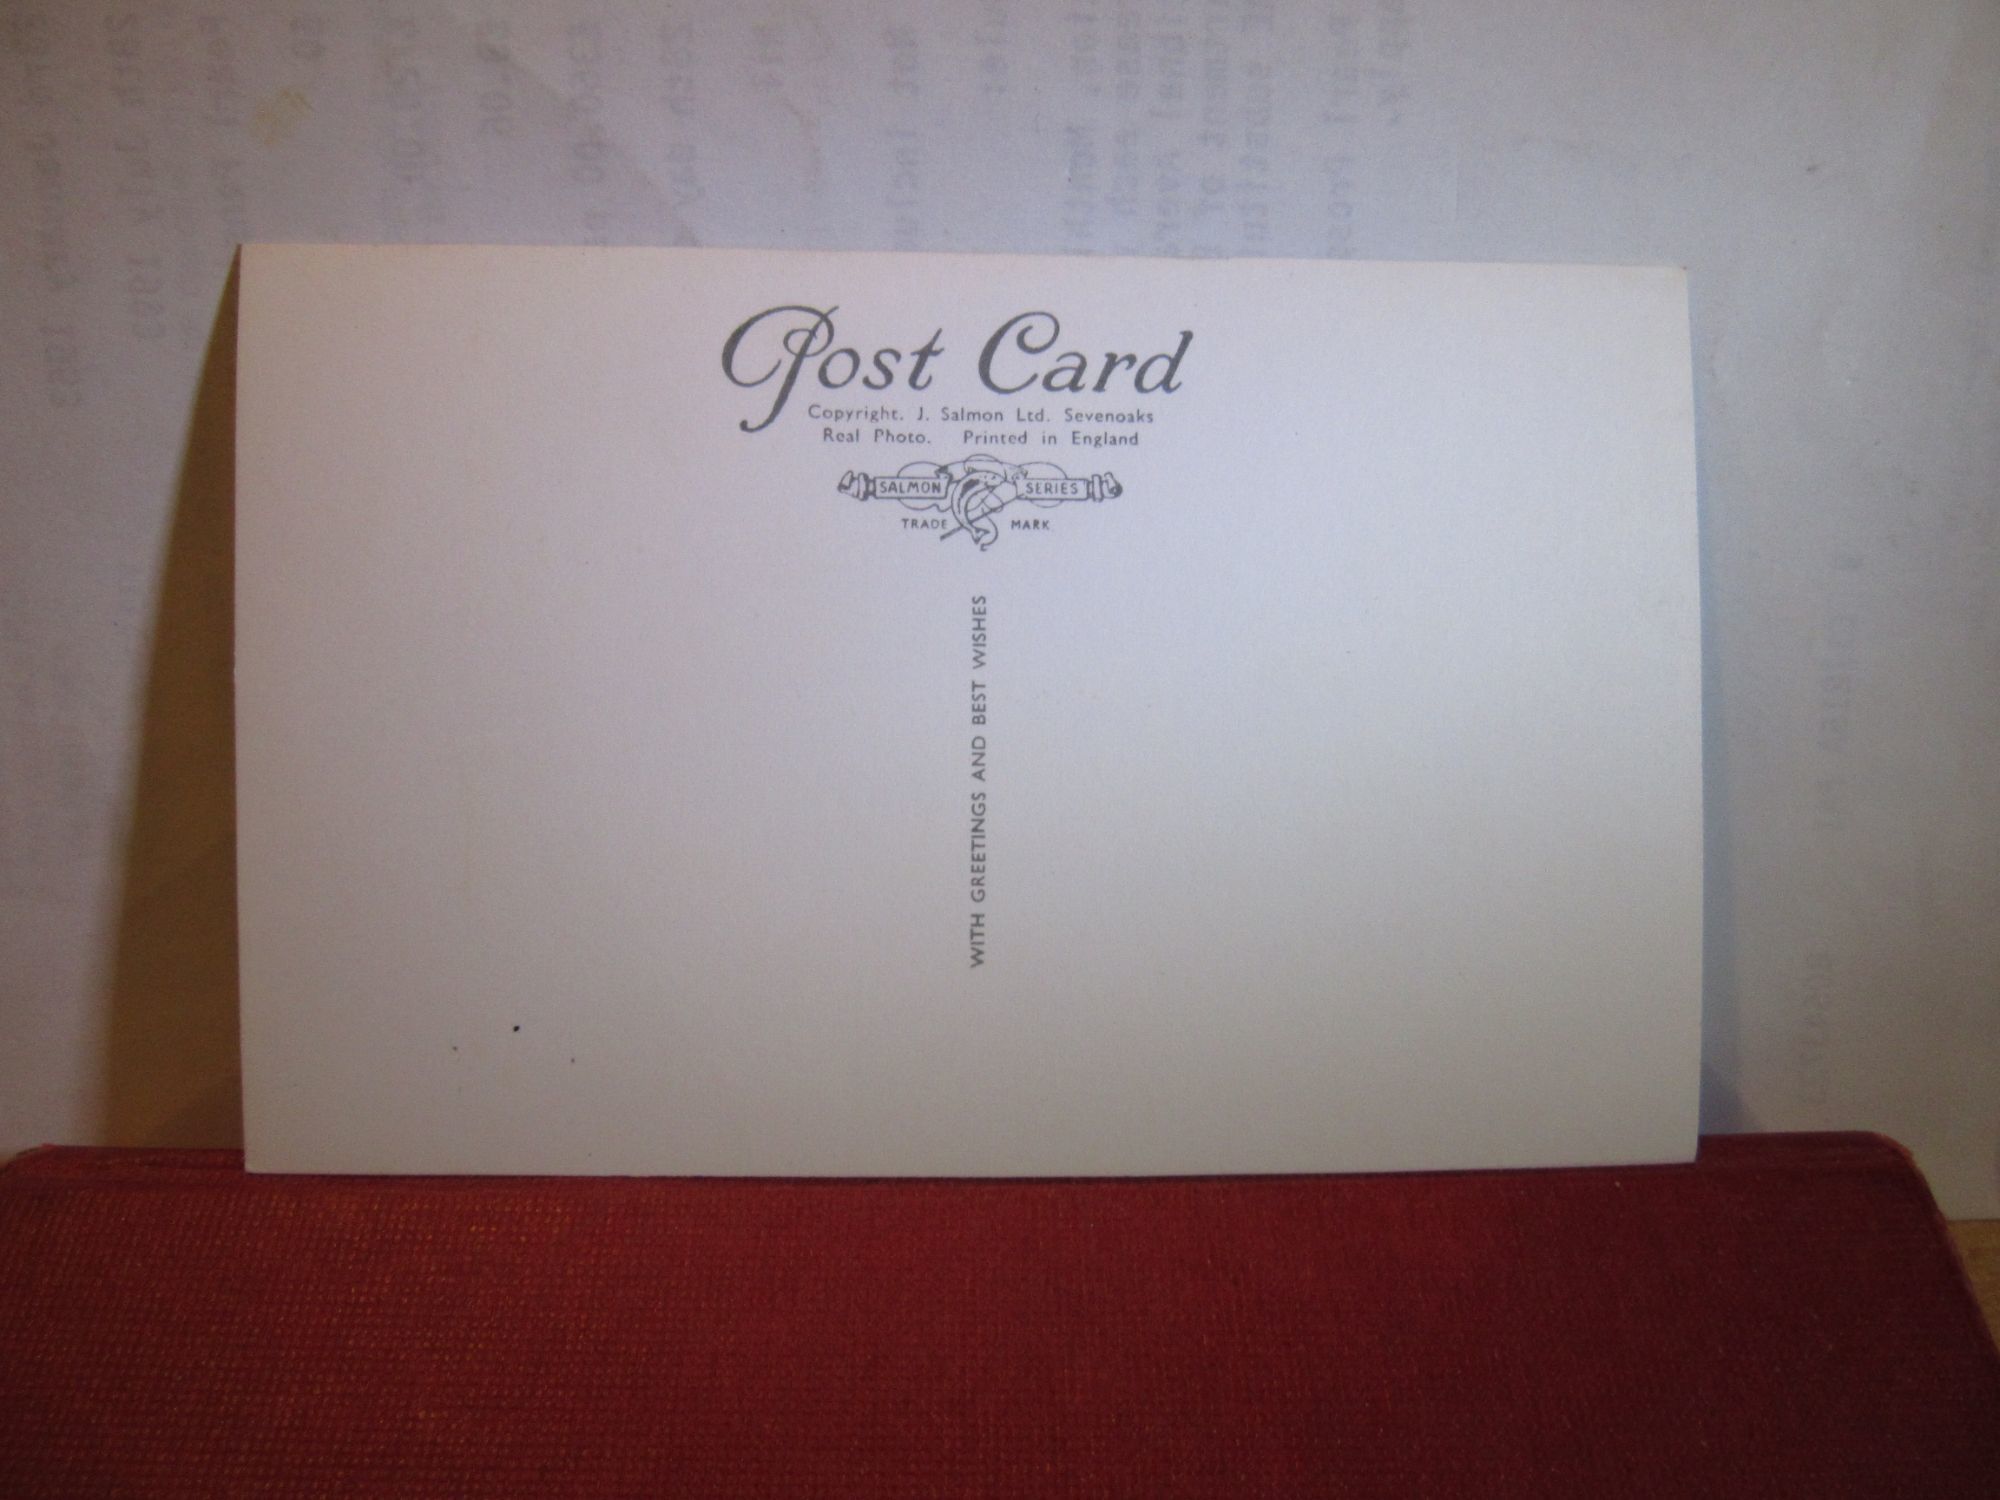 Post Card
Copyright. J. Salmon Ltd. Sevenoaks
Real Photo. Printed in England
SALMON SERIES
TRADE MARK
WITH GREETINGS AND BEST WISHES